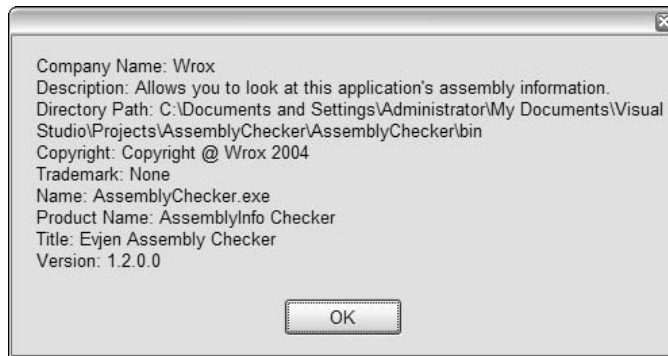 Company Name: Wrox
Description: Allows you to look at this application's assembly information.
Directory Path: C:\Documents and Settings\Administrator\My Documents\Visual
Studio\Projects\AssemblyChecker\AssemblyChecker\bin
Copyright: Copyright @ Wrox 2004
Trademark: None
Name: AssemblyChecker.exe
Product Name: AssemblyInfo Checker
Title: Evjen Assembly Checker
Version: 1.2.0.0
OK